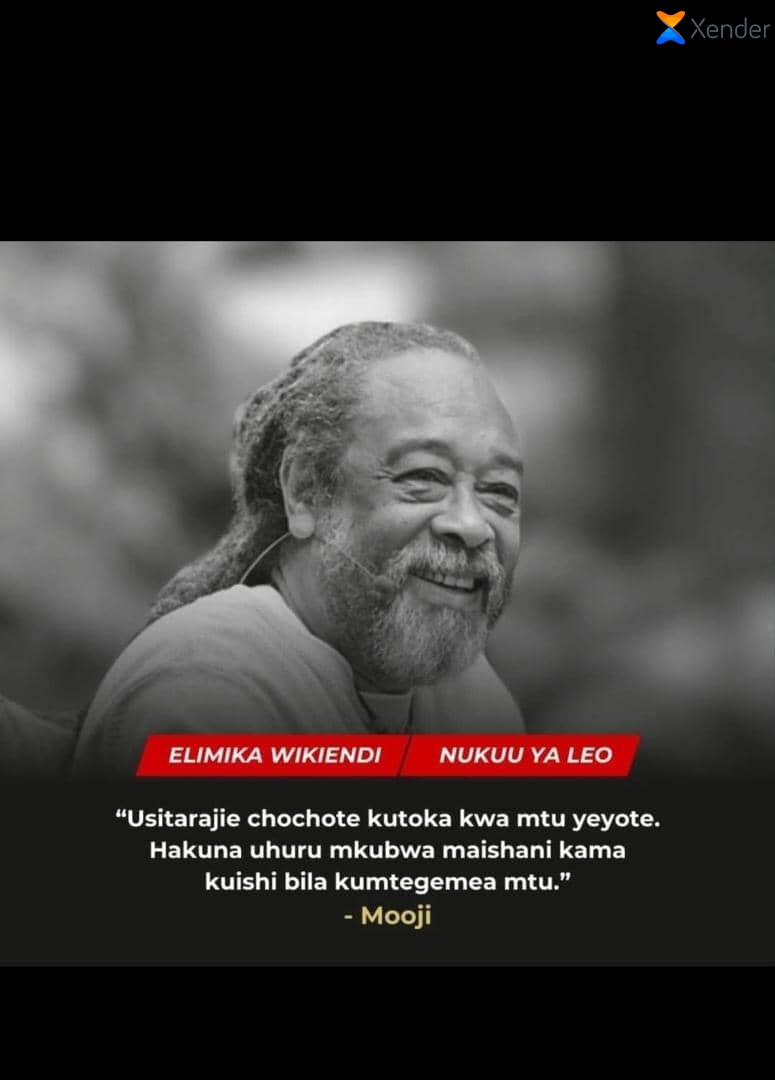 Xender
ELIMIKA WIKIENDI NUKUU YA LEO
“Usitarajie chochote kutoka kwa mtu yeyote.
Hakuna uhuru mkubwa maishani kama
kuishi bila kumtegemea mtu.”
- Mooji